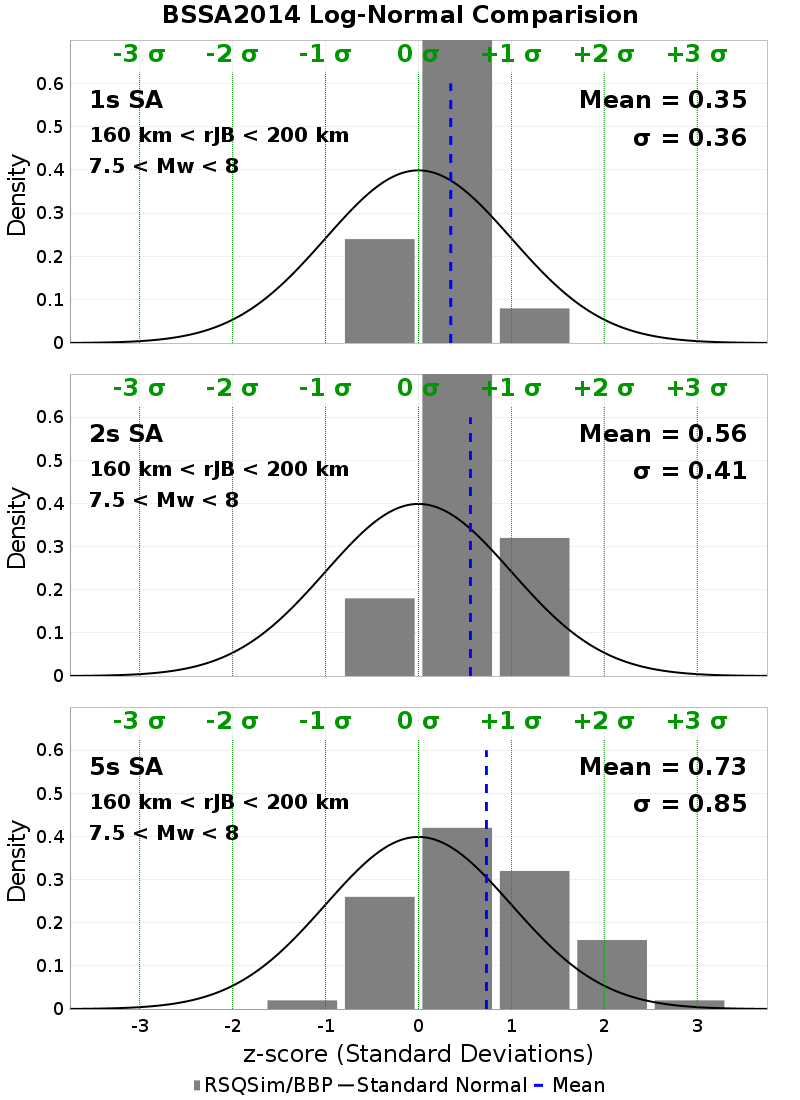 BSSA2014 Log-Normal Comparision
-3 σ -2 σ -1 σ 0 σ +1 σ +2 σ +3 σ
1s SA
160 km < rJB < 200 km
7.5 < Mw < 8
Mean = 0.35
σ = 0.36
Density
0.6
0.5
0.4
0.3
0.2
0.1
0
-3 σ -2 σ -1 σ 0 σ +1 σ +2 σ +3 σ
2s SA
160 km < rJB < 200 km
7.5 < Mw < 8
Mean = 0.56
σ = 0.41
Density
0.6
0.5
0.4
0.3
0.2
0.1
0
-3 σ -2 σ -1 σ 0 σ +1 σ +2 σ +3 σ
5s SA
160 km < rJB < 200 km
7.5 < Mw < 8
Mean = 0.73
σ = 0.85
Density
0.6
0.5
0.4
0.3
0.2
0.1
0
-3 -2 -1 0 1 2 3
z-score (Standard Deviations)
RSQSim/BBP Standard Normal Mean